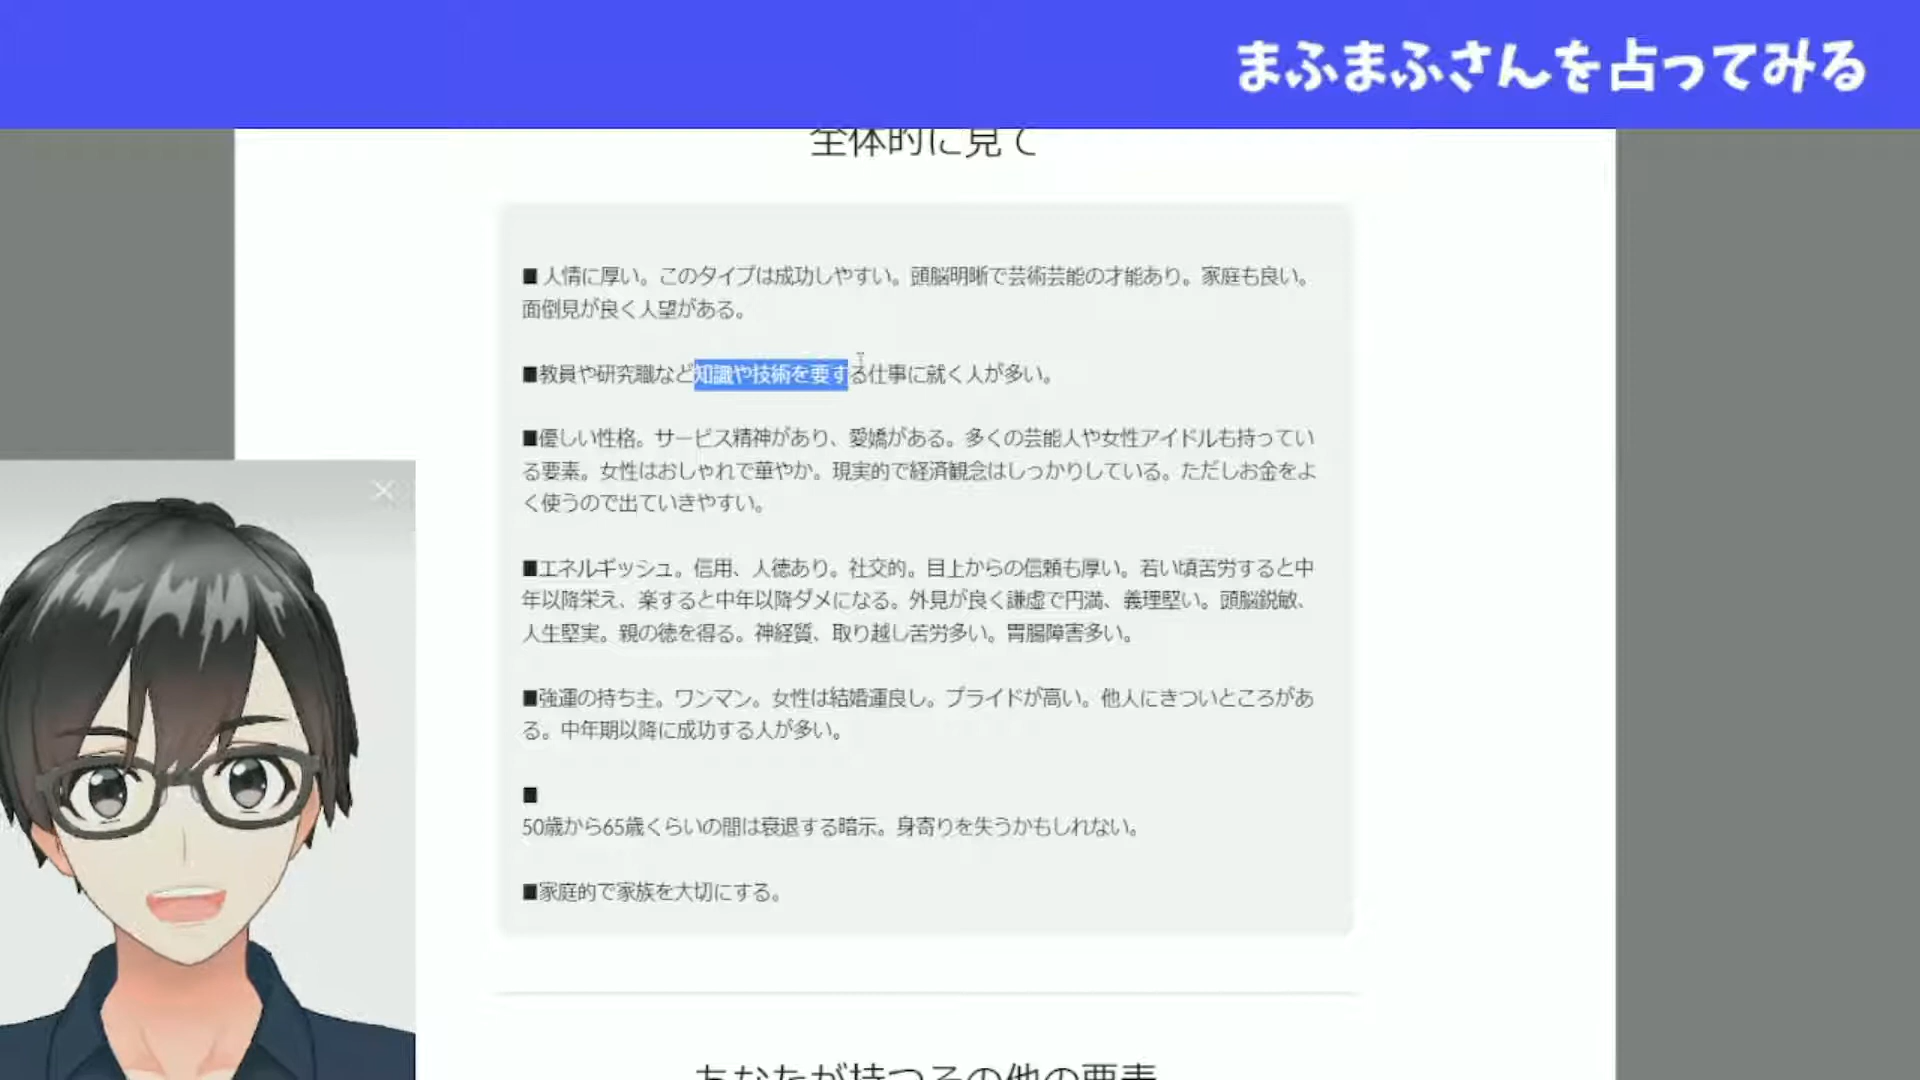 まふまふさんを占ってみる
全体的に見て
■ 人情に厚い。このタイプは成功しやすい。頭脳明晰で芸術芸能の才能あり。家庭も良い。
面倒見が良く人望がある。
■教員や研究職など知識や技術を要する仕事に就く人が多い。
■優しい性格。サービス精神があり、愛嬌がある。多くの芸能人や女性アイドルも持ってい
る要素。女性はおしゃれで華やか。現実的で経済観念はしっかりしている。ただしお金をよ
く使うので出ていきやすい。
■エネルギッシュ。信用、人徳あり。社交的。目上からの信頼も厚い。若い頃苦労すると中
年以降栄え、楽すると中年以降ダメになる。外見が良く謙虚で円満、義理堅い。頭脳鋭敏、
人生堅実。親の徳を得る。神経質、取り越し苦労多い。胃腸障害多い。
■強運の持ち主。ワンマン。女性は結婚運良し。プライドが高い。他人にきついところがあ
る。中年期以降に成功する人が多い。
■
50歳から65歳くらいの間は衰退する暗示。身寄りを失うかもしれない。
■家庭的で家族を大切にする。
あなたが持つその他の要素